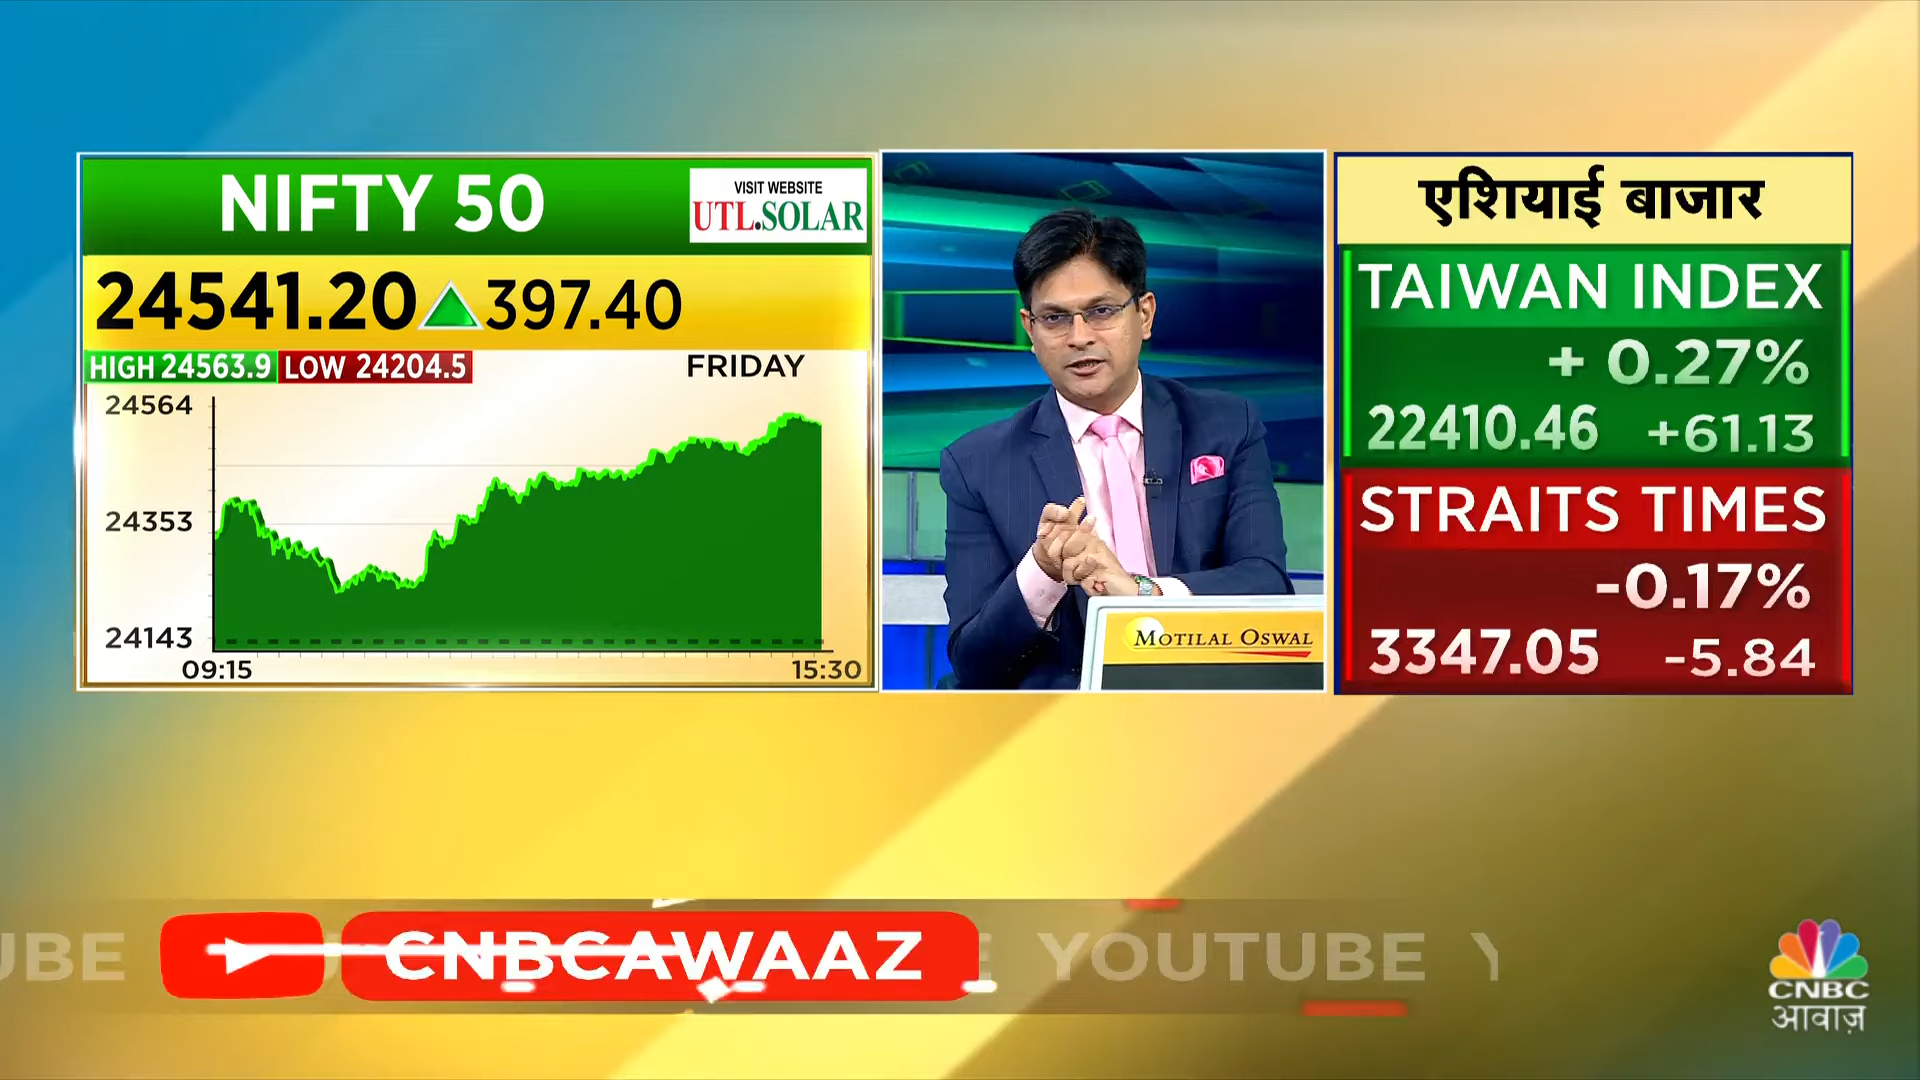 NIFTY 50
VISIT WEBSITE
UTL.SOLAR
24541.20 397.40
HIGH 24563.9 LOW 24204.5 FRIDAY
24564
24353
24143
09:15 15:30
MOTILAL OSWAL
एशियाई बाजार
TAIWAN INDEX
+ 0.27%
22410.46 +61.13
STRAITS TIMES
-0.17%
3347.05 -5.84
UBE CNBCAWAAZ E YOUTUBE Y
CNBC
आवाज़